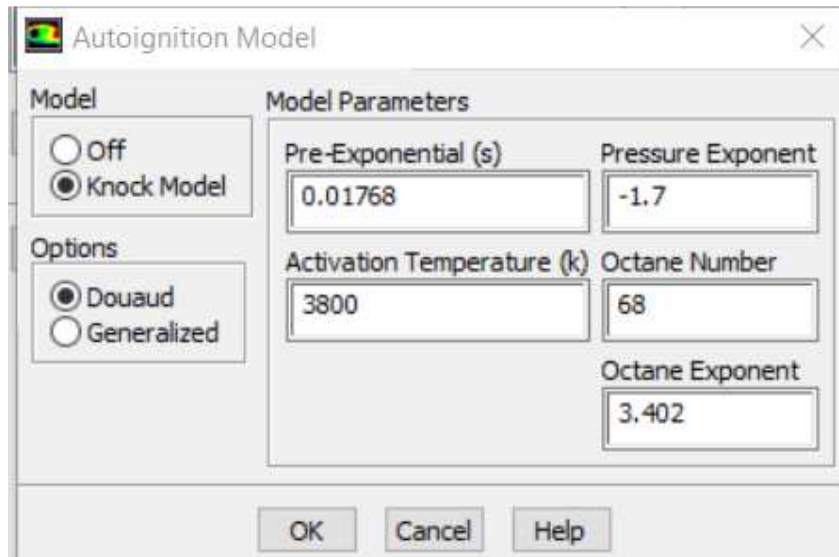 Autoignition Model
Model
Off
Knock Model
Options
Douaud
Generalized
Model Parameters
Pre-Exponential (s)
Pressure Exponent
0.01768
-1.7
Activation Temperature (k)
Octane Number
3800
68
Octane Exponent
3.402
OK
Cancel
Help